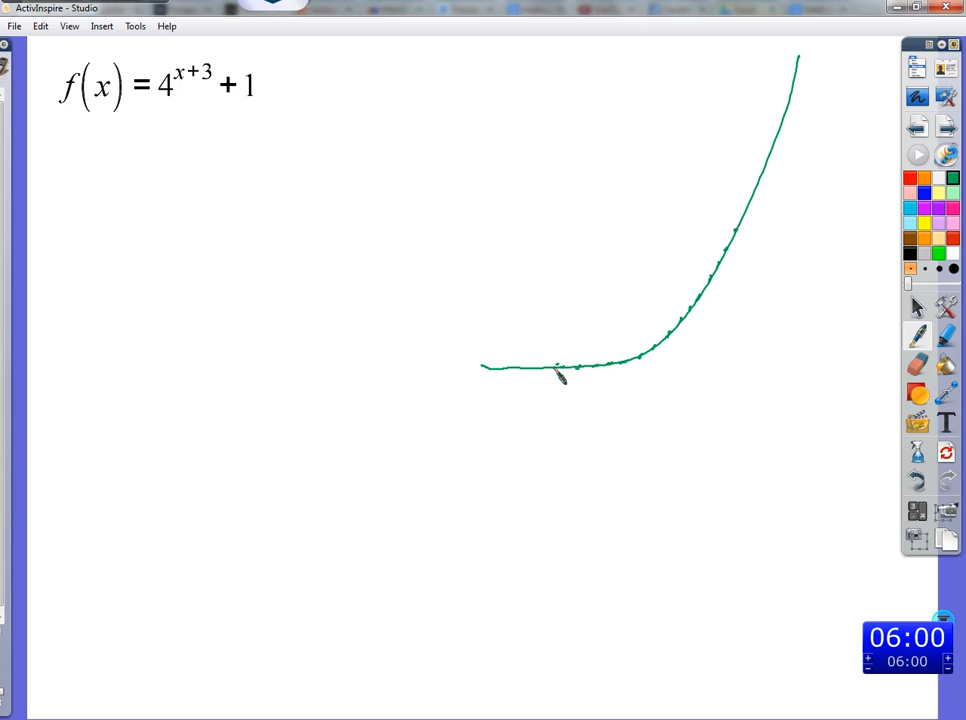 ActivInspire - Studio
File Edit View Insert Tools Help
f(x) = 4^{x+3} + 1
T
06:00
+ 06:00 +
- -